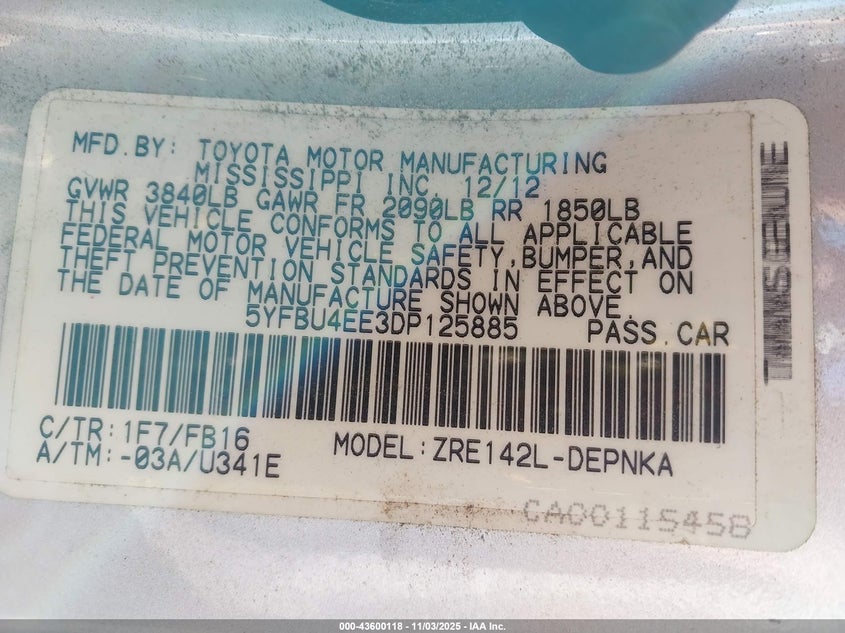 MFD.BY: TOYOTA MOTOR MANUFACTURING
MISSISSIPPI INC. 12/12
GVWR 3840LB GAWR FR 2090LB RR 1850LB
THIS VEHICLE CONFORMS TO ALL APPLICABLE
FEDERAL MOTOR VEHICLE SAFETY,BUMPER,AND
THEFT PREVENTION STANDARDS IN EFFECT ON
THE DATE OF MANUFACTURE SHOWN ABOVE.
5YFBU4EE3DP125885 PASS.CAR
C/TR:1F7/FB16
A/TM:-03A/U341E
MODEL:ZRE142L-DEPNKA
CA00115458
000-43600118 - 11/03/2025 - IAA Inc.